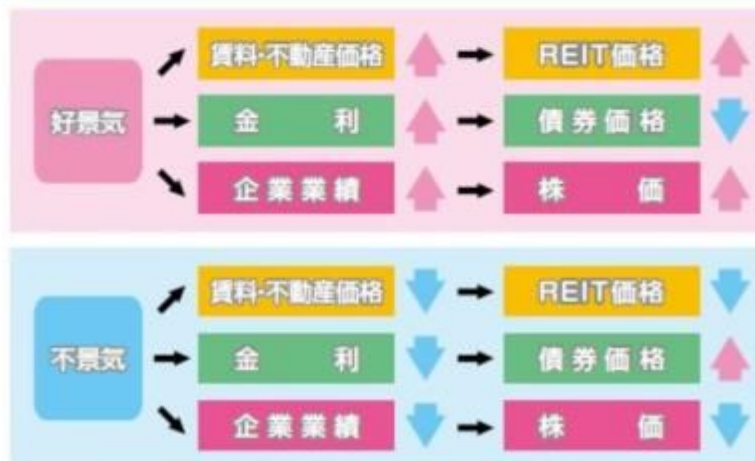 賃料・不動産価格 REIT価格
好景気 金利 債券価格
企業業績 株価
賃料・不動産価格 REIT価格
不景気 金利 債券価格
企業業績 株価